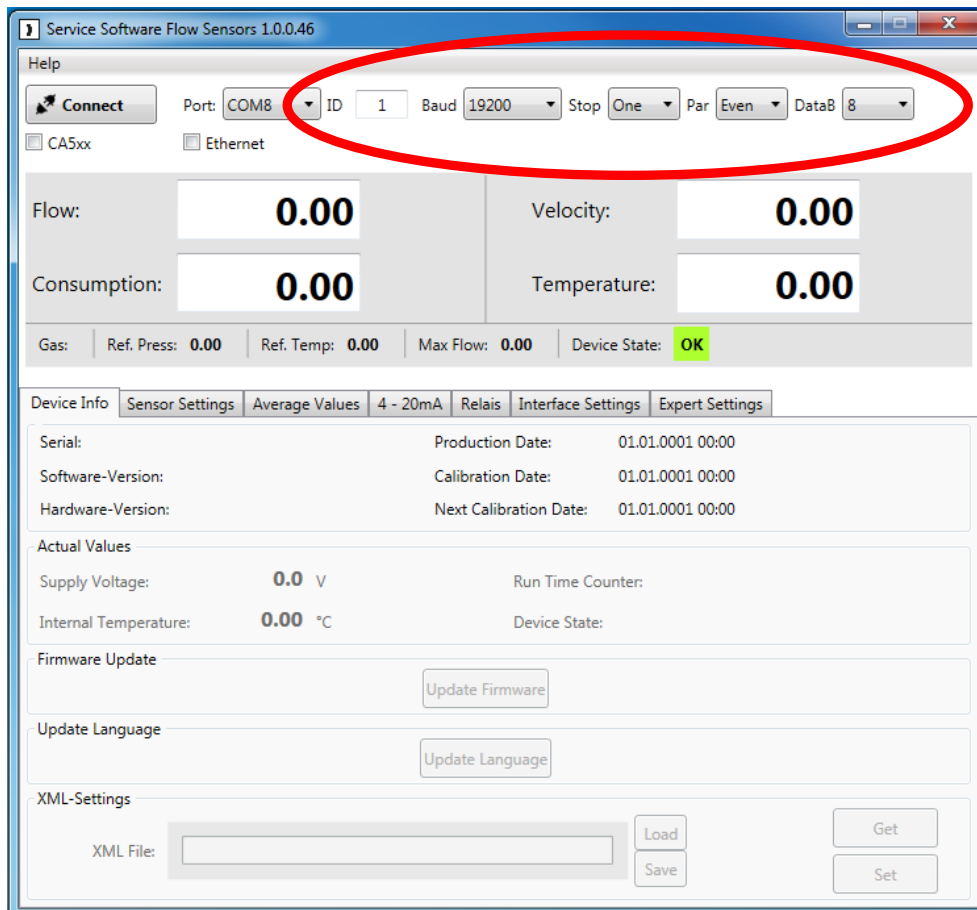 Service Software Flow Sensors 1.0.0.46
Help
Connect Port: COM8 ID 1 Baud 19200 Stop One Par Even DataB 8
CA5xx Ethernet
Flow: 0.00 Velocity: 0.00
Consumption: 0.00 Temperature: 0.00
Gas: Ref. Press: 0.00 Ref. Temp: 0.00 Max Flow: 0.00 Device State: OK
Device Info Sensor Settings Average Values 4 - 20mA Relais Interface Settings Expert Settings
Serial: Production Date: 01.01.0001 00:00
Software-Version: Calibration Date: 01.01.0001 00:00
Hardware-Version: Next Calibration Date: 01.01.0001 00:00
Actual Values
Supply Voltage: 0.0 V Run Time Counter:
Internal Temperature: 0.00 °C Device State:
Firmware Update
Update Firmware
Update Language
Update Language
XML-Settings
XML File: Load Get
Save Set